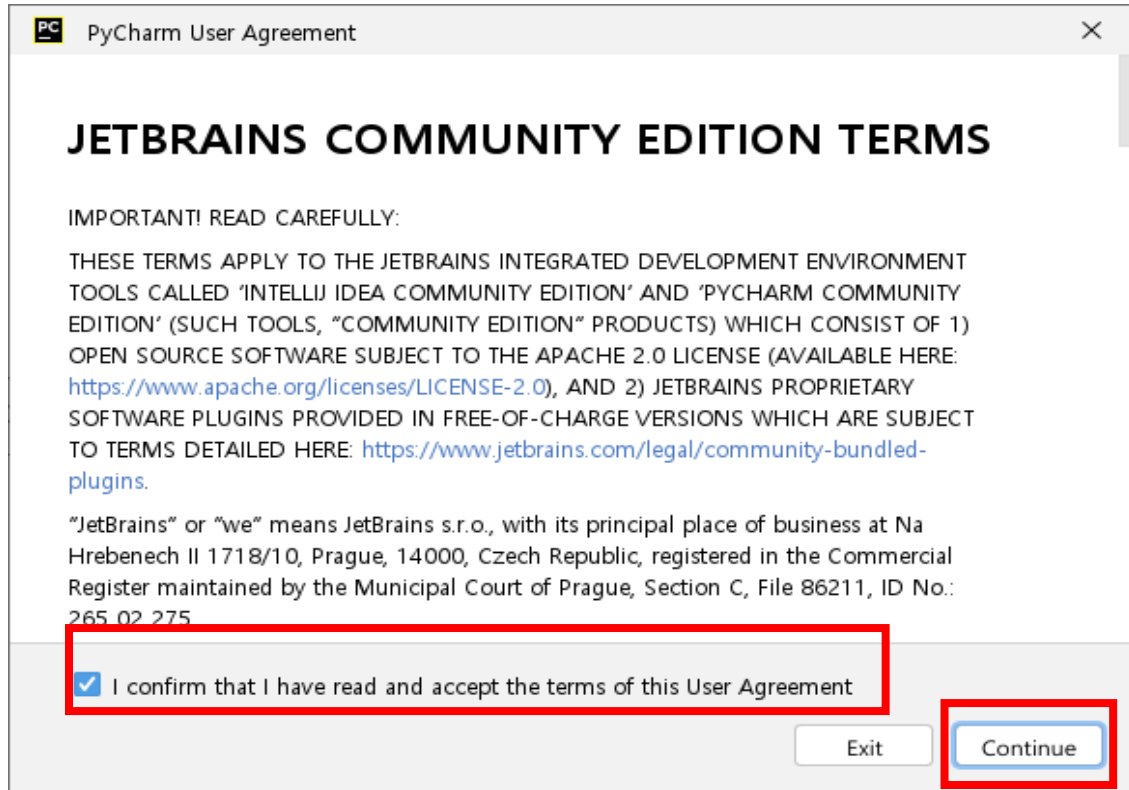 PC PyCharm User Agreement
JETBRAINS COMMUNITY EDITION TERMS
IMPORTANT! READ CAREFULLY:
THESE TERMS APPLY TO THE JETBRAINS INTEGRATED DEVELOPMENT ENVIRONMENT
TOOLS CALLED ‘INTELLIJ IDEA COMMUNITY EDITION’ AND ‘PYCHARM COMMUNITY
EDITION’ (SUCH TOOLS, “COMMUNITY EDITION” PRODUCTS) WHICH CONSIST OF 1)
OPEN SOURCE SOFTWARE SUBJECT TO THE APACHE 2.0 LICENSE (AVAILABLE HERE:
https://www.apache.org/licenses/LICENSE-2.0), AND 2) JETBRAINS PROPRIETARY
SOFTWARE PLUGINS PROVIDED IN FREE-OF-CHARGE VERSIONS WHICH ARE SUBJECT
TO TERMS DETAILED HERE: https://www.jetbrains.com/legal/community-bundled-
plugins.
“JetBrains” or “we” means JetBrains s.r.o., with its principal place of business at Na
Hrebenech II 1718/10, Prague, 14000, Czech Republic, registered in the Commercial
Register maintained by the Municipal Court of Prague, Section C, File 86211, ID No.:
265 02 275
I confirm that I have read and accept the terms of this User Agreement
Exit Continue